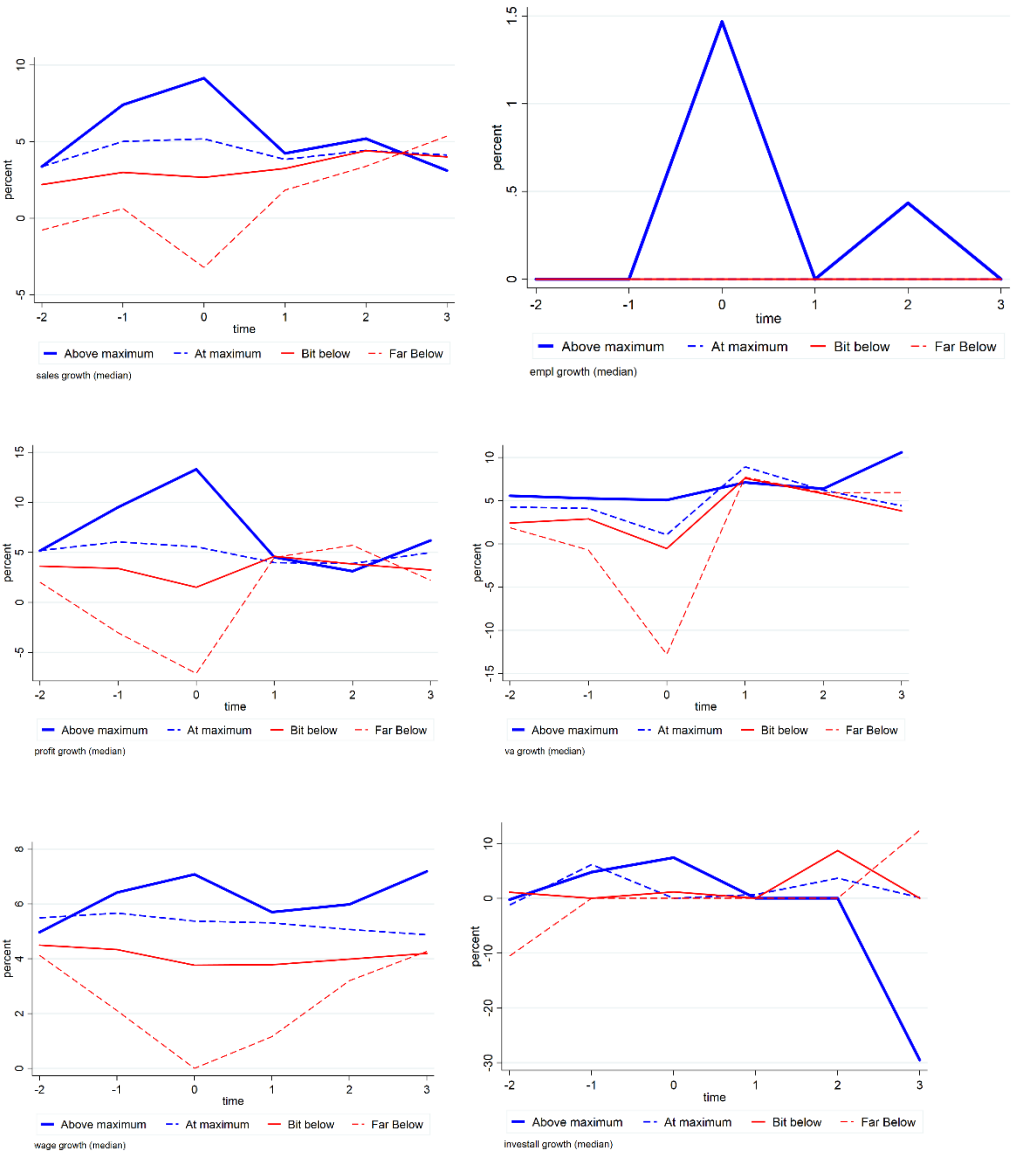 10
5
0
-5
percent
-2 -1 0 1 2 3
time
Above maximum At maximum Bit below Far Below
sales growth (median)
1.5
1
.5
0
percent
-2 -1 0 1 2 3
time
Above maximum At maximum Bit below Far Below
empl growth (median)
15
10
5
0
-5
percent
-2 -1 0 1 2 3
time
Above maximum At maximum Bit below Far Below
profit growth (median)
10
5
0
-5
-10
-15
percent
-2 -1 0 1 2 3
time
Above maximum At maximum Bit below Far Below
va growth (median)
8
6
4
2
0
percent
-2 -1 0 1 2 3
time
Above maximum At maximum Bit below Far Below
wage growth (median)
10
0
-10
-20
-30
percent
-2 -1 0 1 2 3
time
Above maximum At maximum Bit below Far Below
investall growth (median)